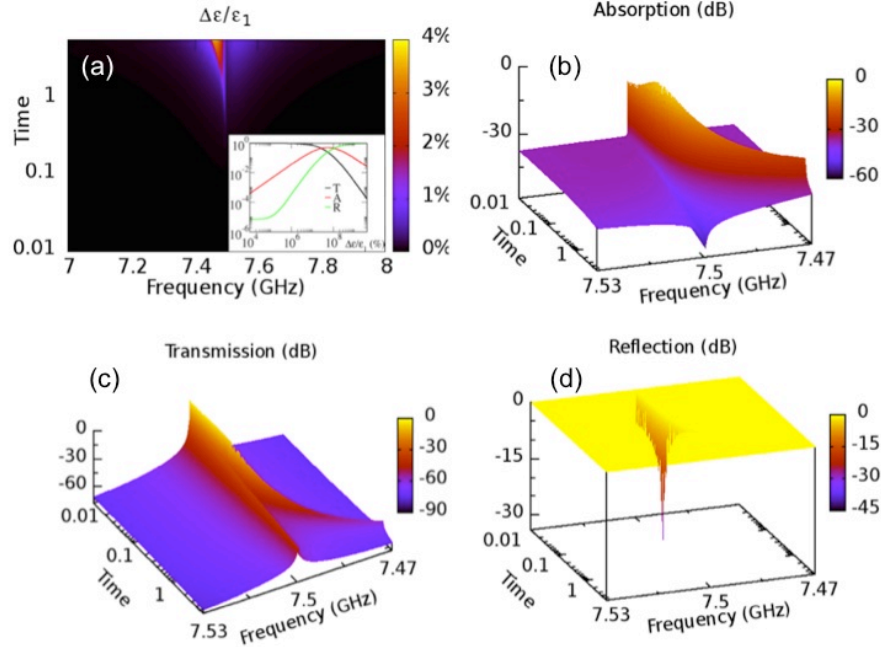 Δε/ε1
(a)
4%
3%
2%
1%
0%
Time
1
0.1
0.01
7
7.2
7.4
7.6
7.8
8
Frequency (GHz)
T
A
R
Δε/ε1 (%)
Absorption (dB)
(b)
0
-30
-60
0
-30
-60
0.01
0.1
1
Time
7.53
7.5
7.47
Frequency (GHz)
Transmission (dB)
(c)
0
-30
-60
0
-30
-60
-90
0.01
0.1
1
Time
7.53
7.5
7.47
Frequency (GHz)
Reflection (dB)
(d)
0
-15
-30
0
-15
-30
-45
0.01
0.1
1
Time
7.53
7.5
7.47
Frequency (GHz)